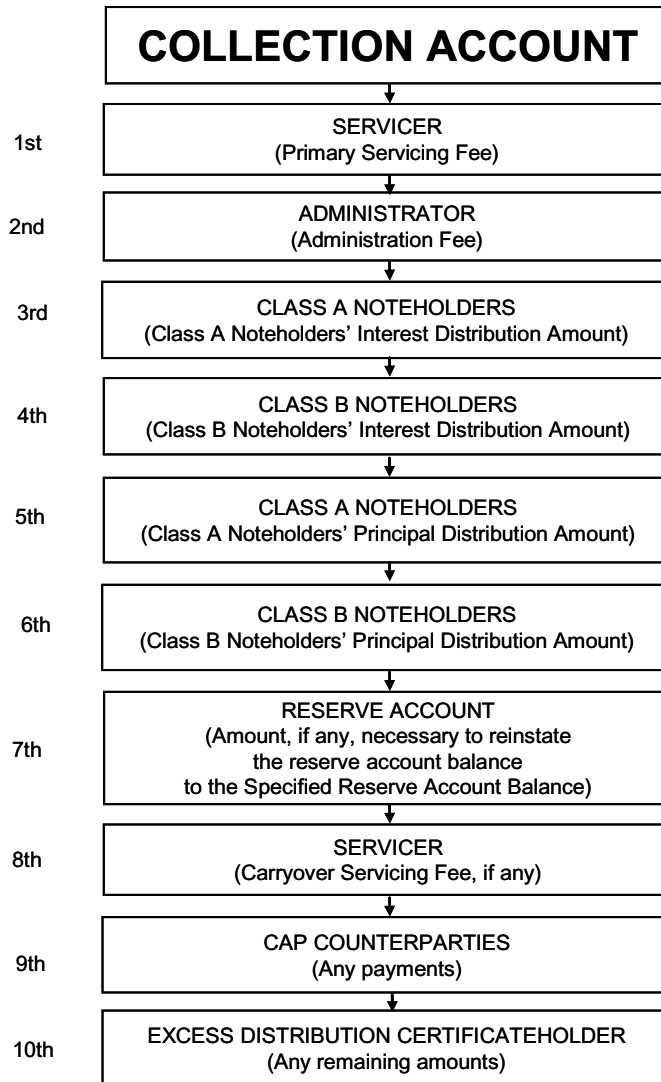 COLLECTION ACCOUNT
1st
SERVICER
(Primary Servicing Fee)
2nd
ADMINISTRATOR
(Administration Fee)
3rd
CLASS A NOTEHOLDERS
(Class A Noteholders’ Interest Distribution Amount)
4th
CLASS B NOTEHOLDERS
(Class B Noteholders’ Interest Distribution Amount)
5th
CLASS A NOTEHOLDERS
(Class A Noteholders’ Principal Distribution Amount)
6th
CLASS B NOTEHOLDERS
(Class B Noteholders’ Principal Distribution Amount)
7th
RESERVE ACCOUNT
(Amount, if any, necessary to reinstate
the reserve account balance
to the Specified Reserve Account Balance)
8th
SERVICER
(Carryover Servicing Fee, if any)
9th
CAP COUNTERPARTIES
(Any payments)
10th
EXCESS DISTRIBUTION CERTIFICATEHOLDER
(Any remaining amounts)